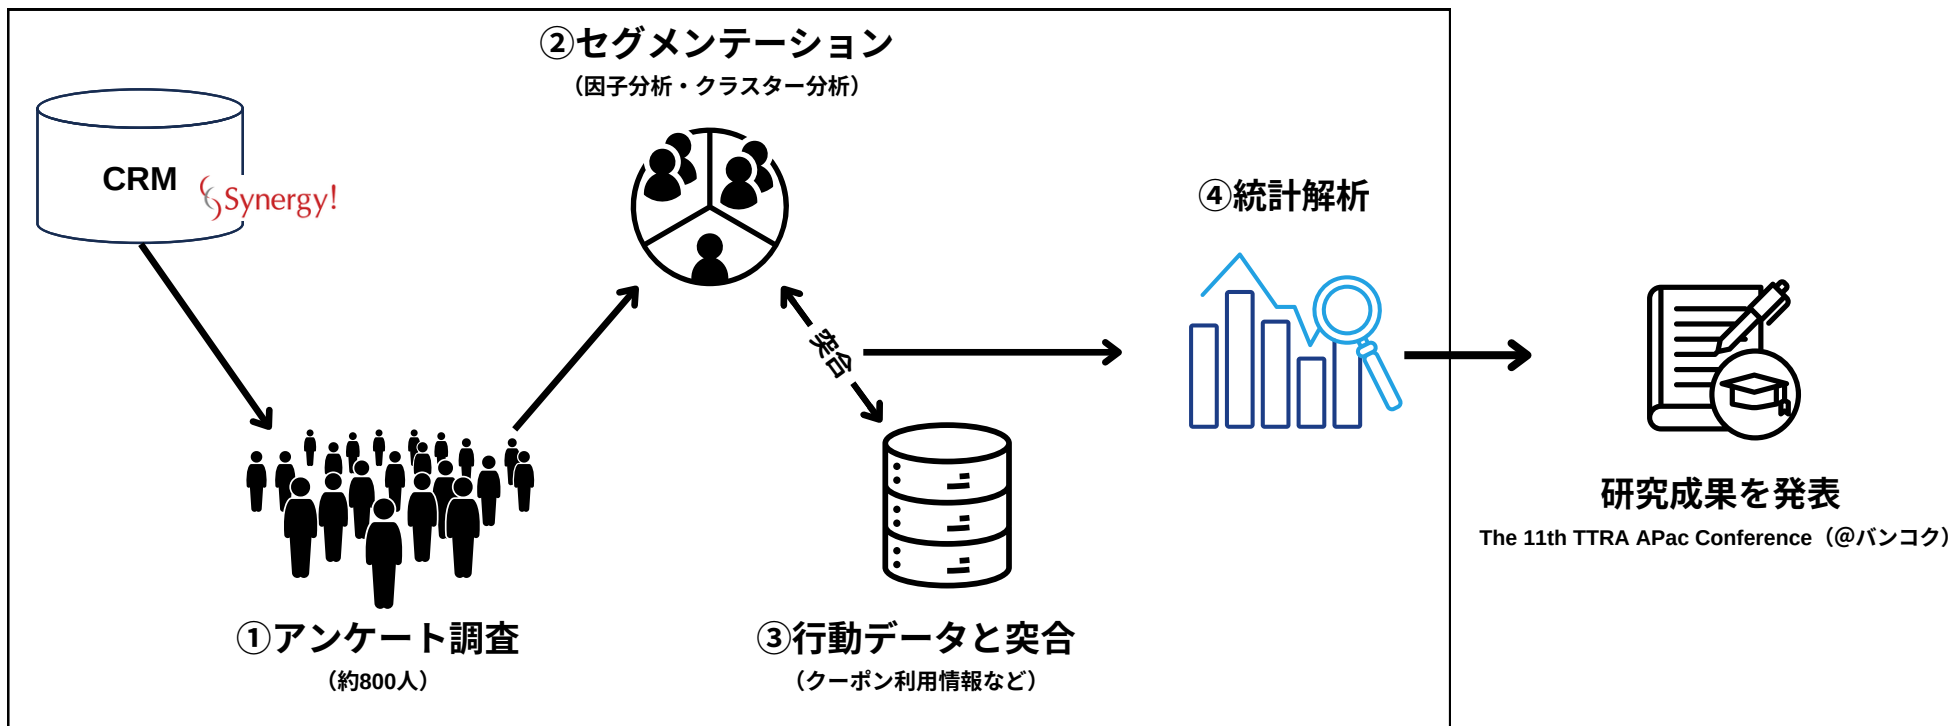 ②セグメンテーション
（因子分析・クラスター分析）
CRM
Synergy!
④統計解析
突合
研究成果を発表
The 11th TTRA APac Conference（@バンコク）
①アンケート調査
（約800人）
③行動データと突合
（クーポン利用情報など）